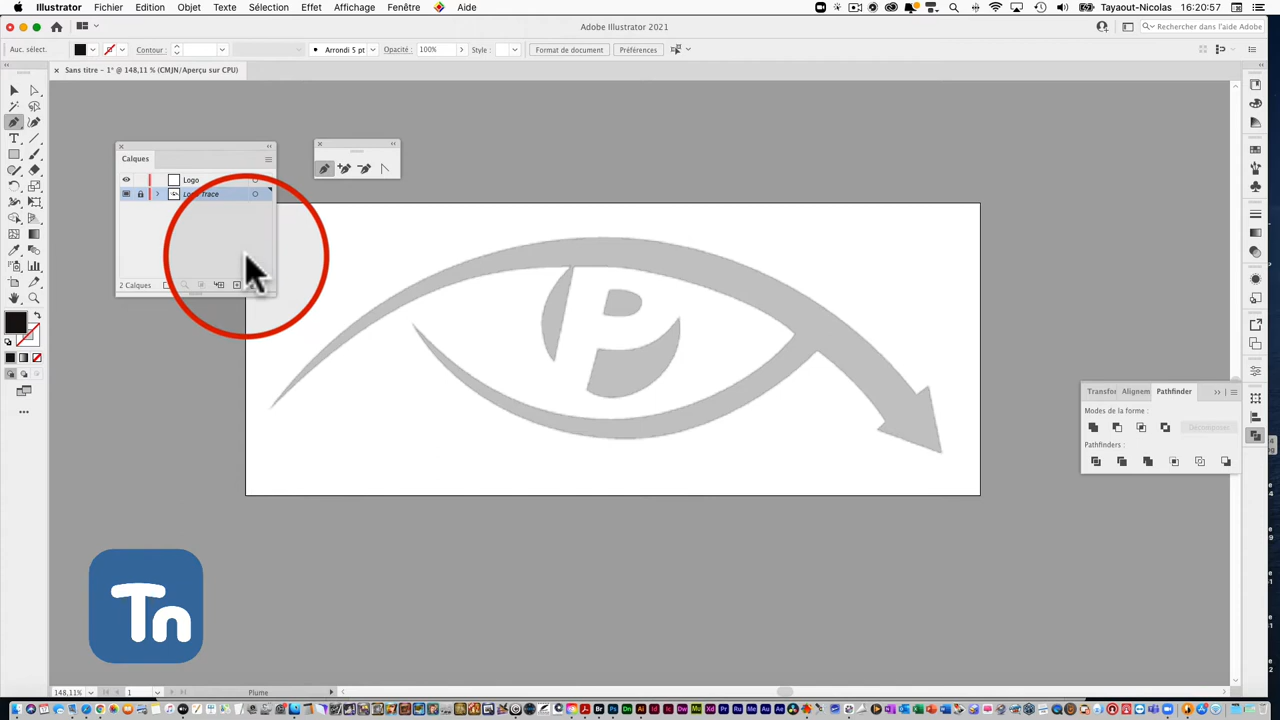 Illustrator Fichier Edition Objet Texte Sélection Effet Affichage Fenêtre Aide Tayaout-Nicolas 16:20:57
Adobe Illustrator 2021
Rechercher dans l'aide Adobe
Auc. sélect. Contour : Arrondi 5 pt Opacité : 100% Style : Format de document Préférences
× Sans titre - 1* @ 148,11 % (CMJN/Aperçu sur CPU)
Calques
Logo
Logo Trace
2 Calques
P
Transfor Alignem Pathfinder
Modes de la forme :
Décomposer
Pathfinders :
Tn
148,11% 1 Plume